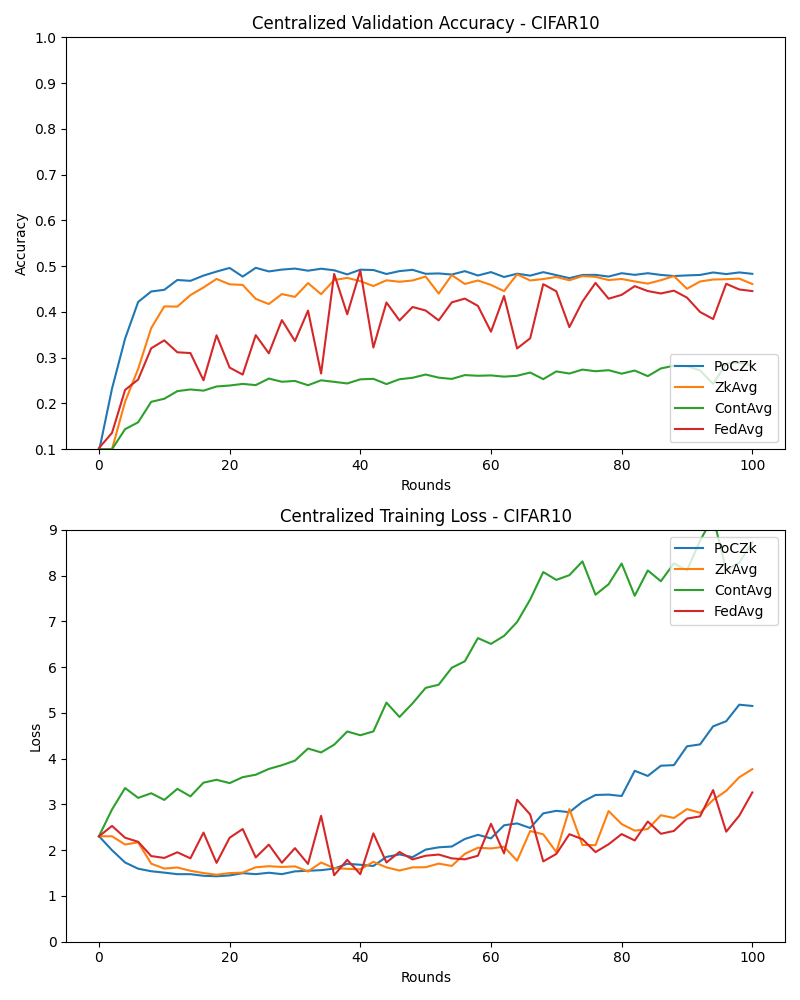 Centralized Validation Accuracy - CIFAR10
1.0
0.9
0.8
0.7
0.6
0.5
0.4
0.3
0.2
0.1
Accuracy
PoCZk
ZkAvg
ContAvg
FedAvg
0 20 40 60 80 100
Rounds
Centralized Training Loss - CIFAR10
9
8
7
6
5
4
3
2
1
0
Loss
PoCZk
ZkAvg
ContAvg
FedAvg
0 20 40 60 80 100
Rounds